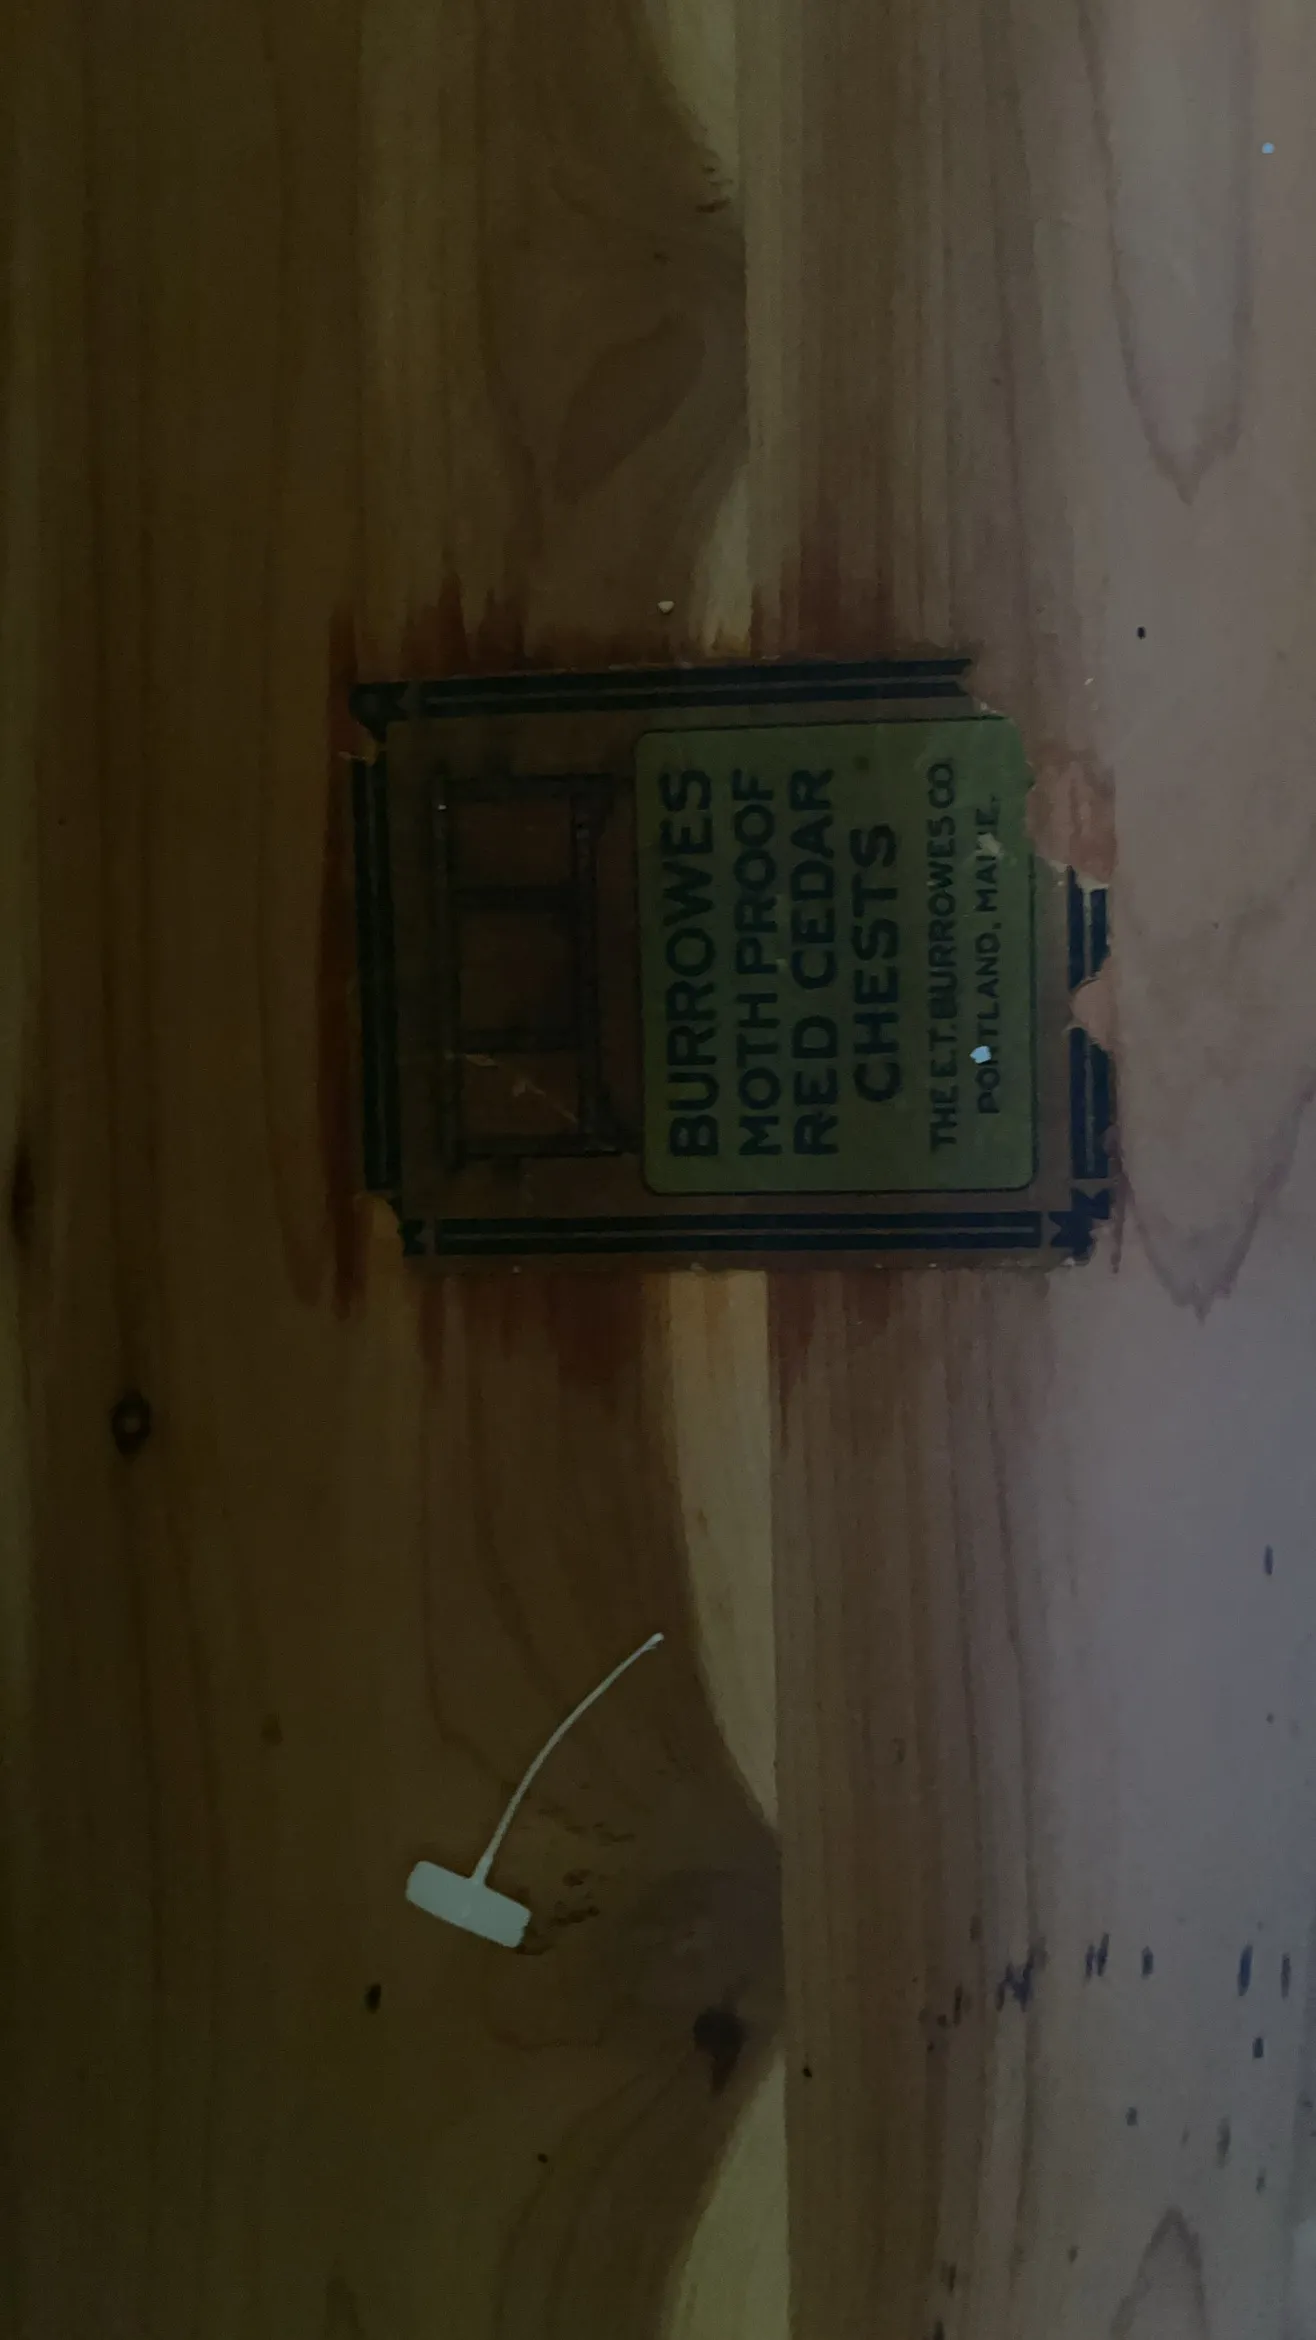 BURROWES
MOTH PROOF
RED CEDAR
CHESTS
THE E.T. BURROWES CO.
PORTLAND, MAINE.